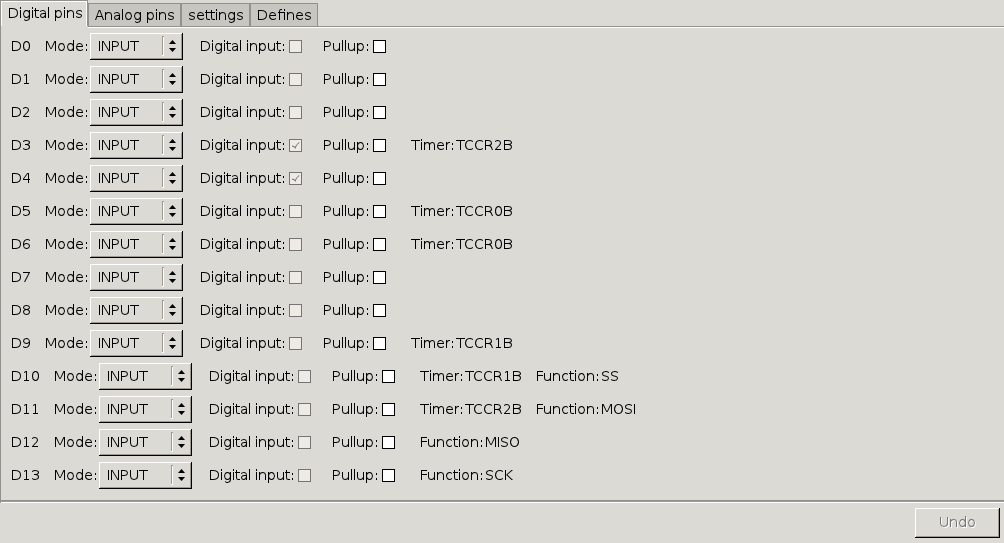 Digital pins Analog pins settings Defines
D0 Mode: INPUT Digital input: Pullup:
D1 Mode: INPUT Digital input: Pullup:
D2 Mode: INPUT Digital input: Pullup:
D3 Mode: INPUT Digital input: Pullup: Timer:TCCR2B
D4 Mode: INPUT Digital input: Pullup:
D5 Mode: INPUT Digital input: Pullup: Timer:TCCR0B
D6 Mode: INPUT Digital input: Pullup: Timer:TCCR0B
D7 Mode: INPUT Digital input: Pullup:
D8 Mode: INPUT Digital input: Pullup:
D9 Mode: INPUT Digital input: Pullup: Timer:TCCR1B
D10 Mode: INPUT Digital input: Pullup: Timer:TCCR1B Function:SS
D11 Mode: INPUT Digital input: Pullup: Timer:TCCR2B Function:MOSI
D12 Mode: INPUT Digital input: Pullup: Function:MISO
D13 Mode: INPUT Digital input: Pullup: Function:SCK
Undo